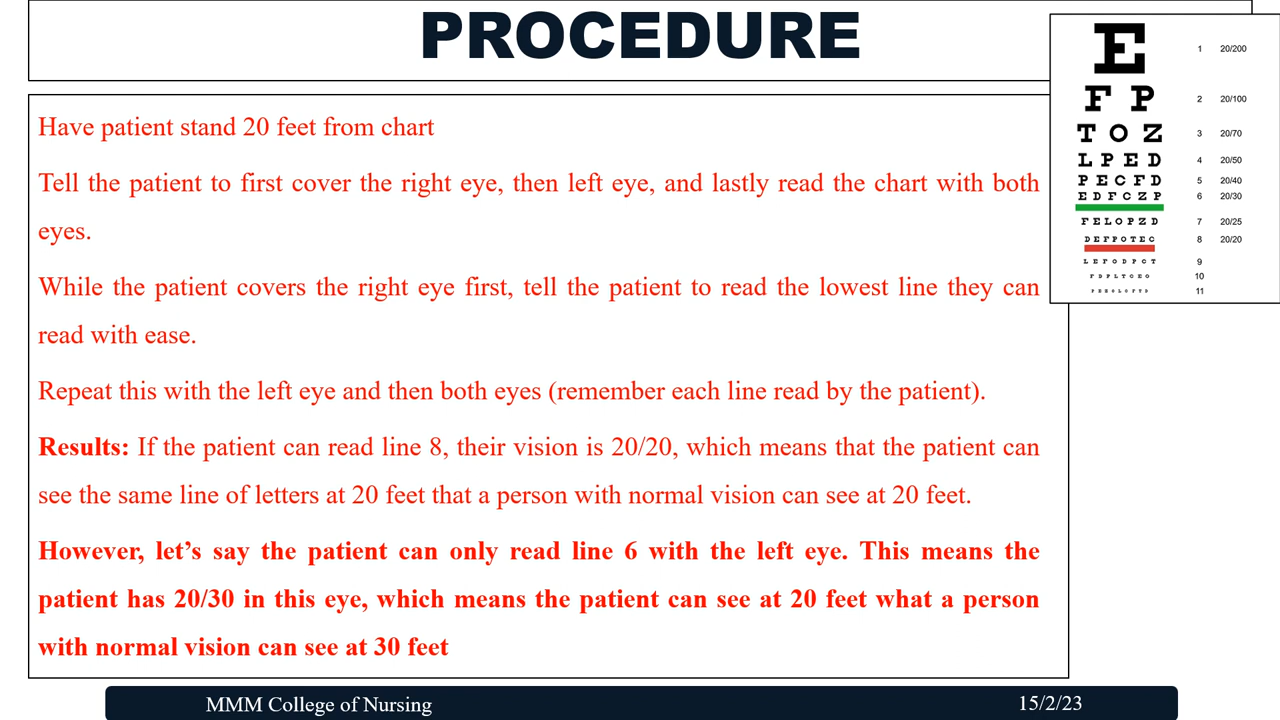 PROCEDURE
Have patient stand 20 feet from chart
Tell the patient to first cover the right eye, then left eye, and lastly read the chart with both
eyes.
While the patient covers the right eye first, tell the patient to read the lowest line they can
read with ease.
Repeat this with the left eye and then both eyes (remember each line read by the patient).
Results: If the patient can read line 8, their vision is 20/20, which means that the patient can
see the same line of letters at 20 feet that a person with normal vision can see at 20 feet.
However, let’s say the patient can only read line 6 with the left eye. This means the
patient has 20/30 in this eye, which means the patient can see at 20 feet what a person
with normal vision can see at 30 feet
E 1 20/200
F P 2 20/100
T O Z 3 20/70
L P E D 4 20/50
P E C F D 5 20/40
E D F C Z P 6 20/30
F E L O P Z D 7 20/25
D E F P O T E C 8 20/20
L E F O D P C T 9
F D P L T C E O 10
11
MMM College of Nursing 15/2/23